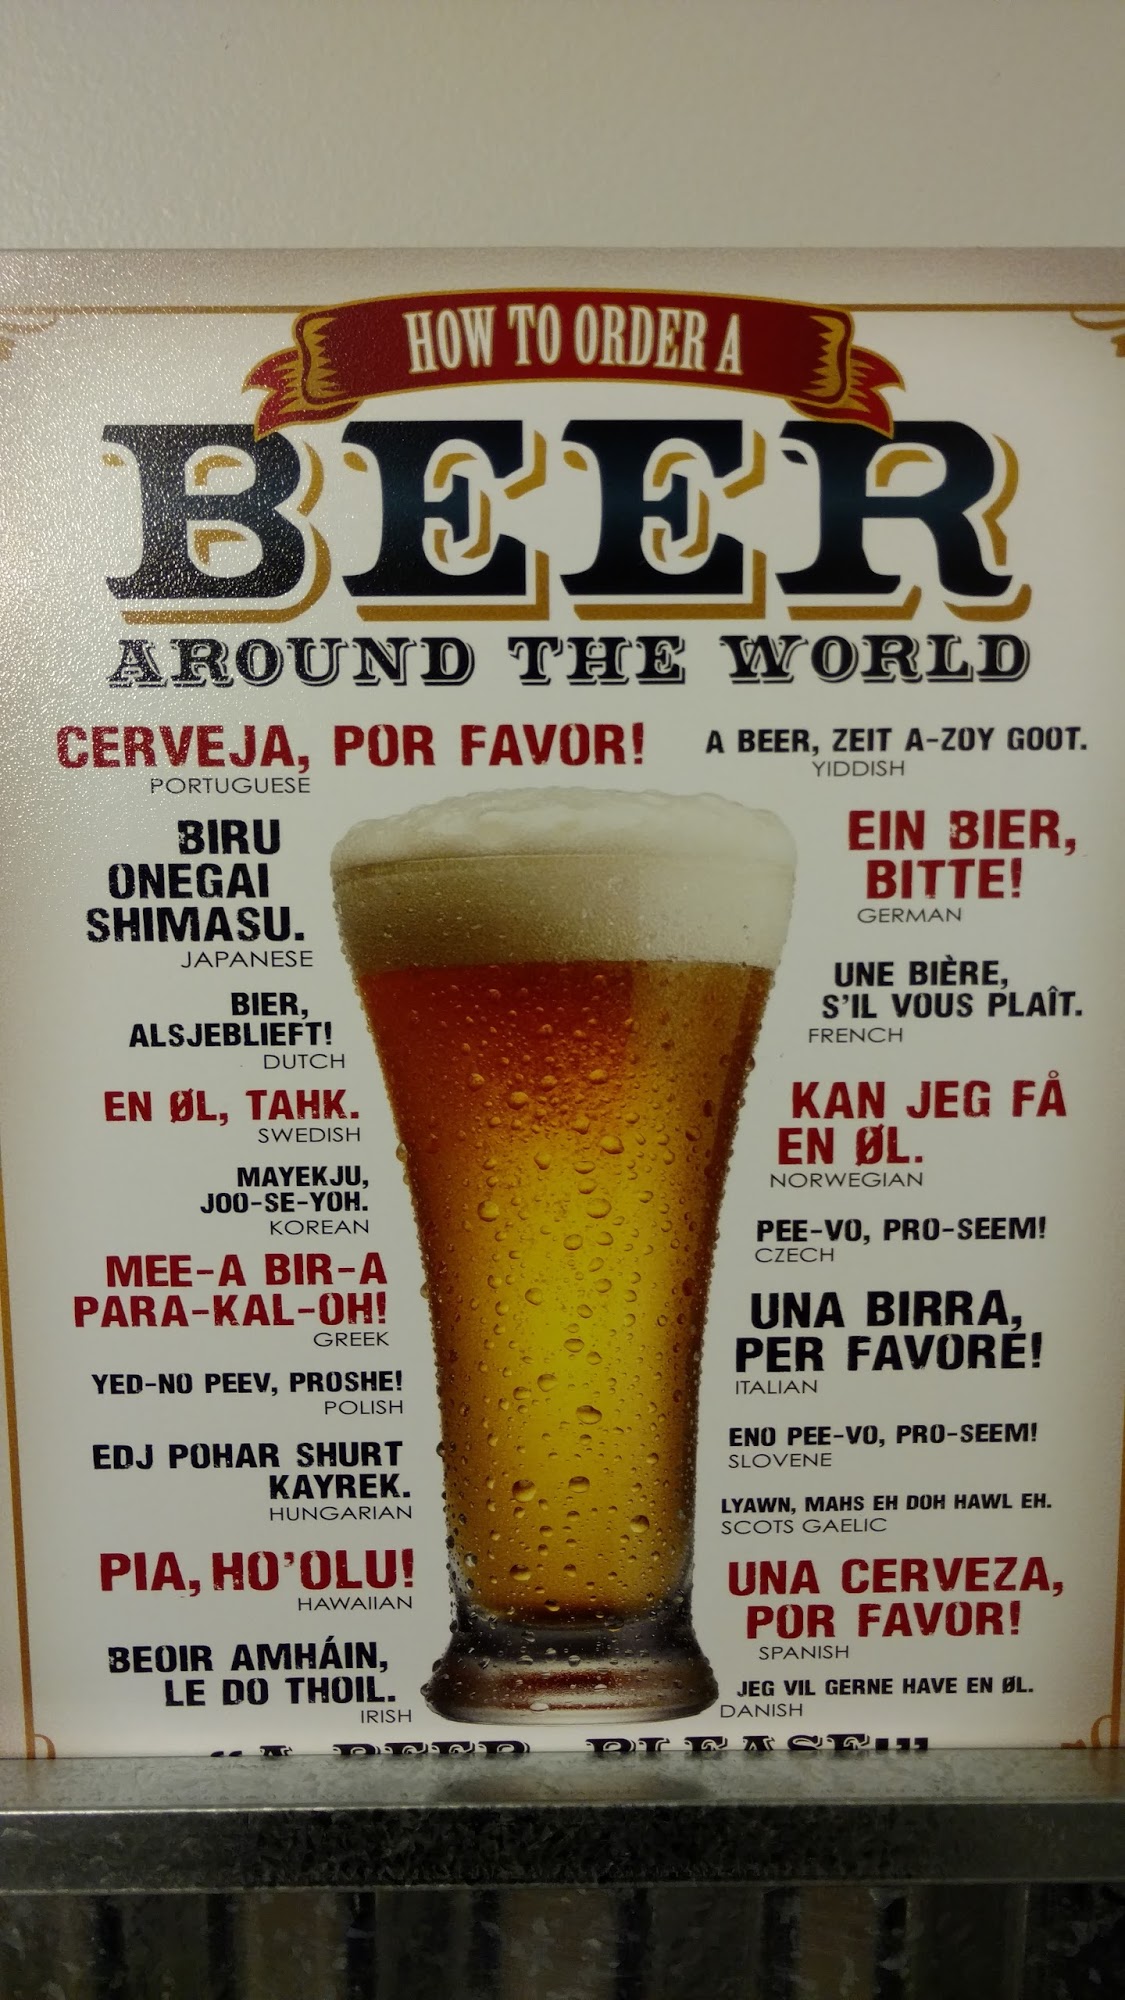 HOW TO ORDER A
BEER
AROUND THE WORLD
CERVEJA, POR FAVOR!
PORTUGUESE
BIRU
ONEGAI
SHIMASU.
JAPANESE
BIER,
ALSJEBLIEFT!
DUTCH
EN ØL, TAHK.
SWEDISH
MAYEKJU,
JOO-SE-YOH.
KOREAN
MEE-A BIR-A
PARA-KAL-OH!
GREEK
YED-NO PEEV, PROSHE!
POLISH
EDJ POHAR SHURT
KAYREK.
HUNGARIAN
PIA, HO'OLU!
HAWAIIAN
BEOIR AMHÁIN,
LE DO THOIL.
IRISH
A BEER, ZEIT A-ZOY GOOT.
YIDDISH
EIN BIER,
BITTE!
GERMAN
UNE BIÈRE,
S'IL VOUS PLAÎT.
FRENCH
KAN JEG FÅ
EN ØL.
NORWEGIAN
PEE-VO, PRO-SEEM!
CZECH
UNA BIRRA,
PER FAVORE!
ITALIAN
ENO PEE-VO, PRO-SEEM!
SLOVENE
LYAWN, MAHS EH DOH HAWL EH.
SCOTS GAELIC
UNA CERVEZA,
POR FAVOR!
SPANISH
JEG VIL GERNE HAVE EN ØL.
DANISH
"A BEER, PLEASE!"